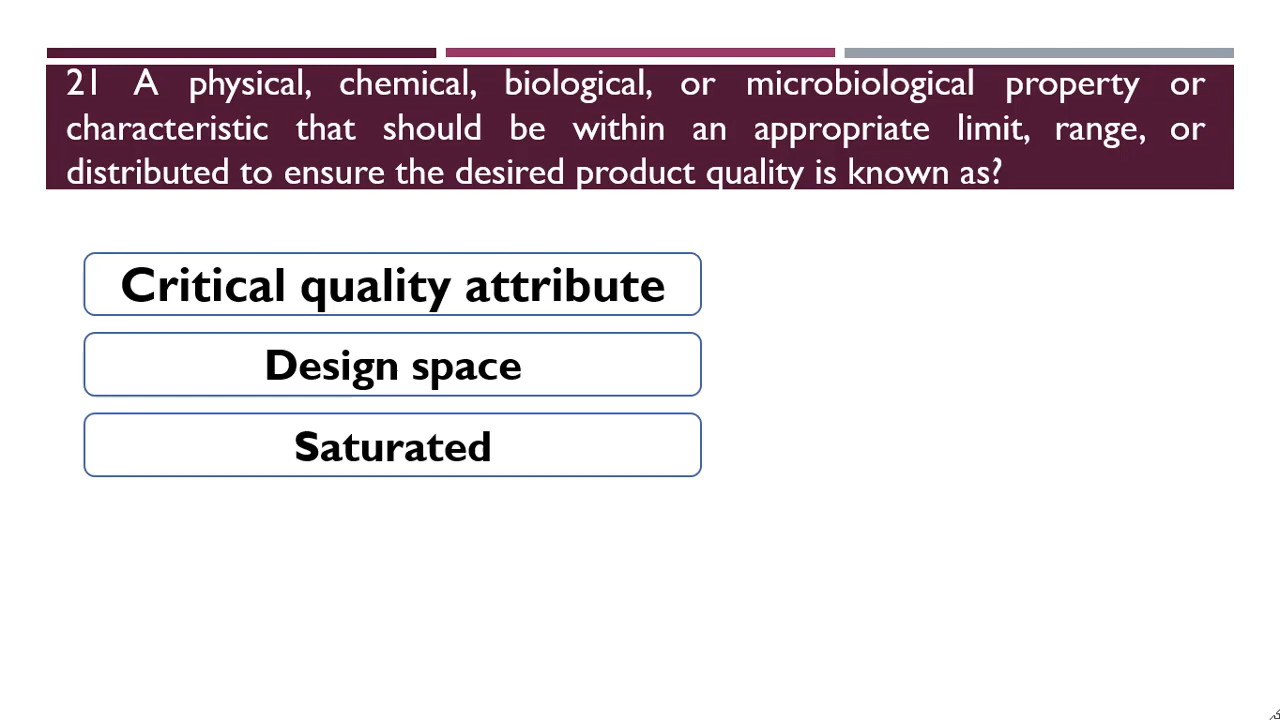 21 A physical, chemical, biological, or microbiological property or
characteristic that should be within an appropriate limit, range, or
distributed to ensure the desired product quality is known as?
Critical quality attribute
Design space
Saturated